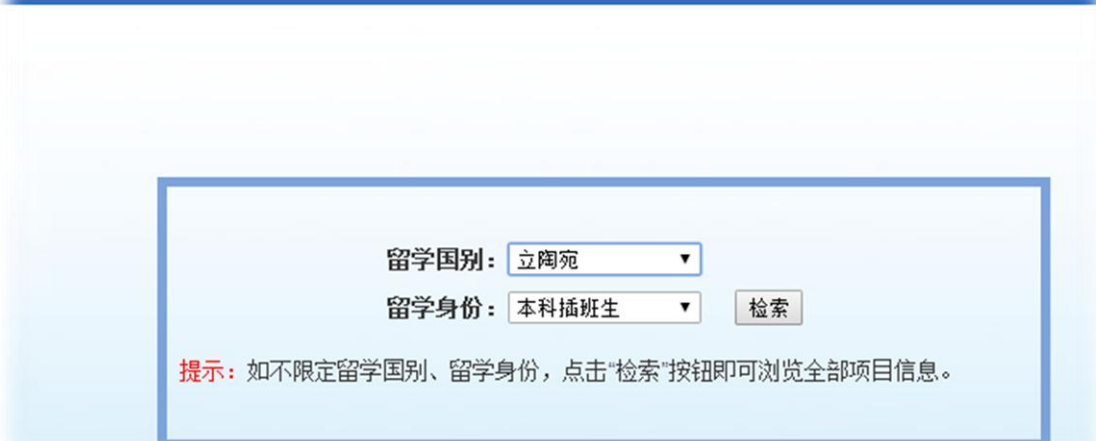 留学国别：立陶宛
留学身份：本科插班生 检索
提示：如不限定留学国别、留学身份，点击“检索”按钮即可浏览全部项目信息。